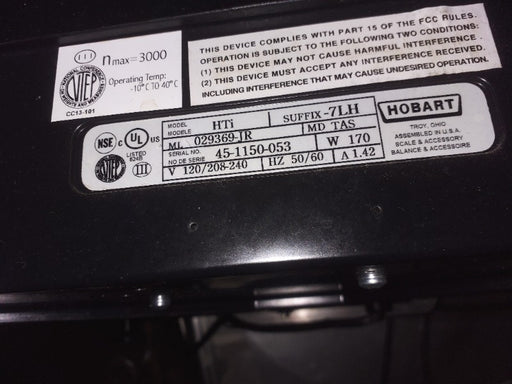 III
nmax=3000
NTEP
Operating Temp:
-10°C TO 40°C
CC13-101
THIS DEVICE COMPLIES WITH PART 15 OF THE FCC RULES.
OPERATION IS SUBJECT TO THE FOLLOWING TWO CONDITIONS:
(1) THIS DEVICE MAY NOT CAUSE HARMFUL INTERFERENCE.
(2) THIS DEVICE MUST ACCEPT ANY INTERFERENCE RECEIVED,
INCLUDING INTERFERENCE THAT MAY CAUSE UNDESIRED OPERATION.
NSF
c UL us
LISTED
NTEP
III
MODEL
MODELE
HTi
SUFFIX -7LH
ML 029369-JR
MD TAS
SERIAL NO.
NO DE SERIE
45-1150-053
W 170
V 120/208-240
HZ 50/60
A 1.42
HOBART
TROY, OHIO
ASSEMBLED IN U.S.A.
SCALE & ACCESSORY
BALANCE & ACCESSOIRE